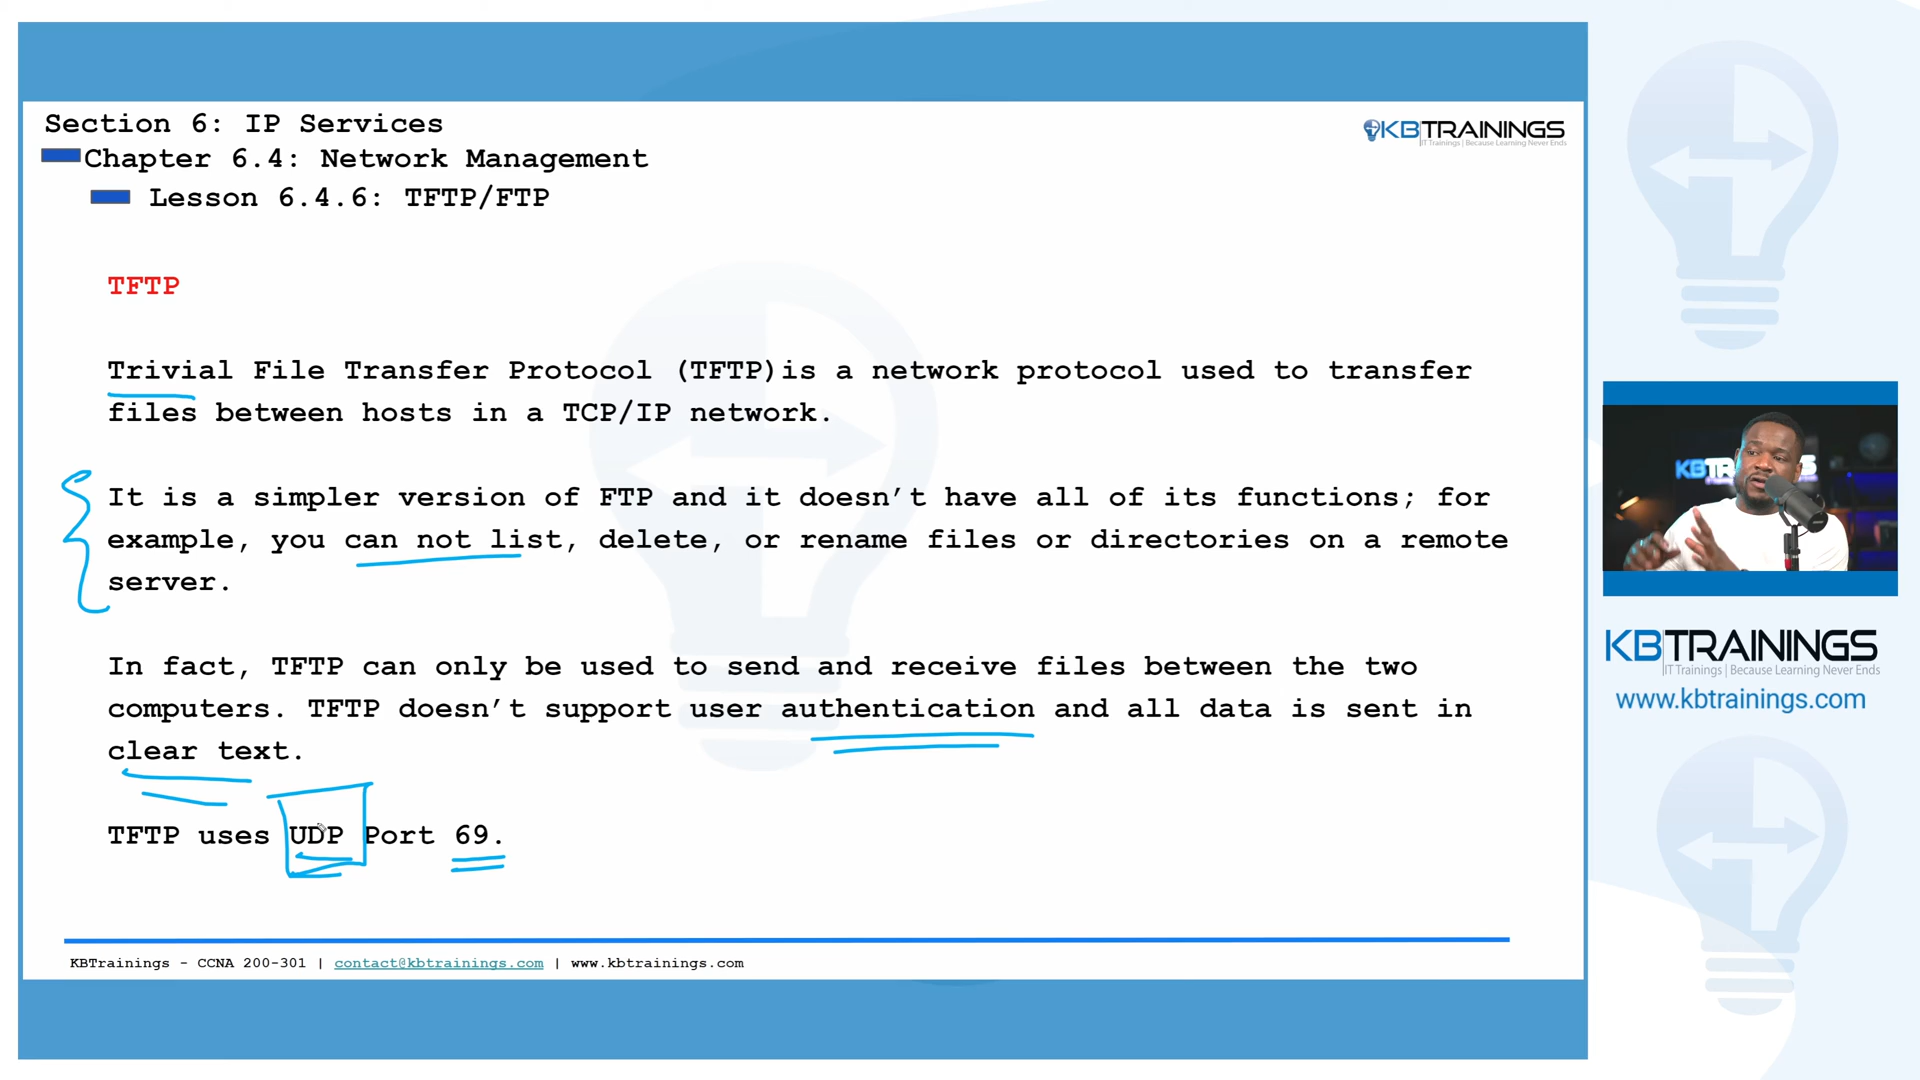 Section 6: IP Services
Chapter 6.4: Network Management
Lesson 6.4.6: TFTP/FTP
KBTRAININGS
IT Trainings | Because Learning Never Ends
TFTP
Trivial File Transfer Protocol (TFTP)is a network protocol used to transfer
files between hosts in a TCP/IP network.
It is a simpler version of FTP and it doesn’t have all of its functions; for
example, you can not list, delete, or rename files or directories on a remote
server.
In fact, TFTP can only be used to send and receive files between the two
computers. TFTP doesn’t support user authentication and all data is sent in
clear text.
TFTP uses UDP Port 69.
KBTrainings - CCNA 200-301 | contact@kbtrainings.com | www.kbtrainings.com
KBTRAININGS
IT Trainings | Because Learning Never Ends
www.kbtrainings.com